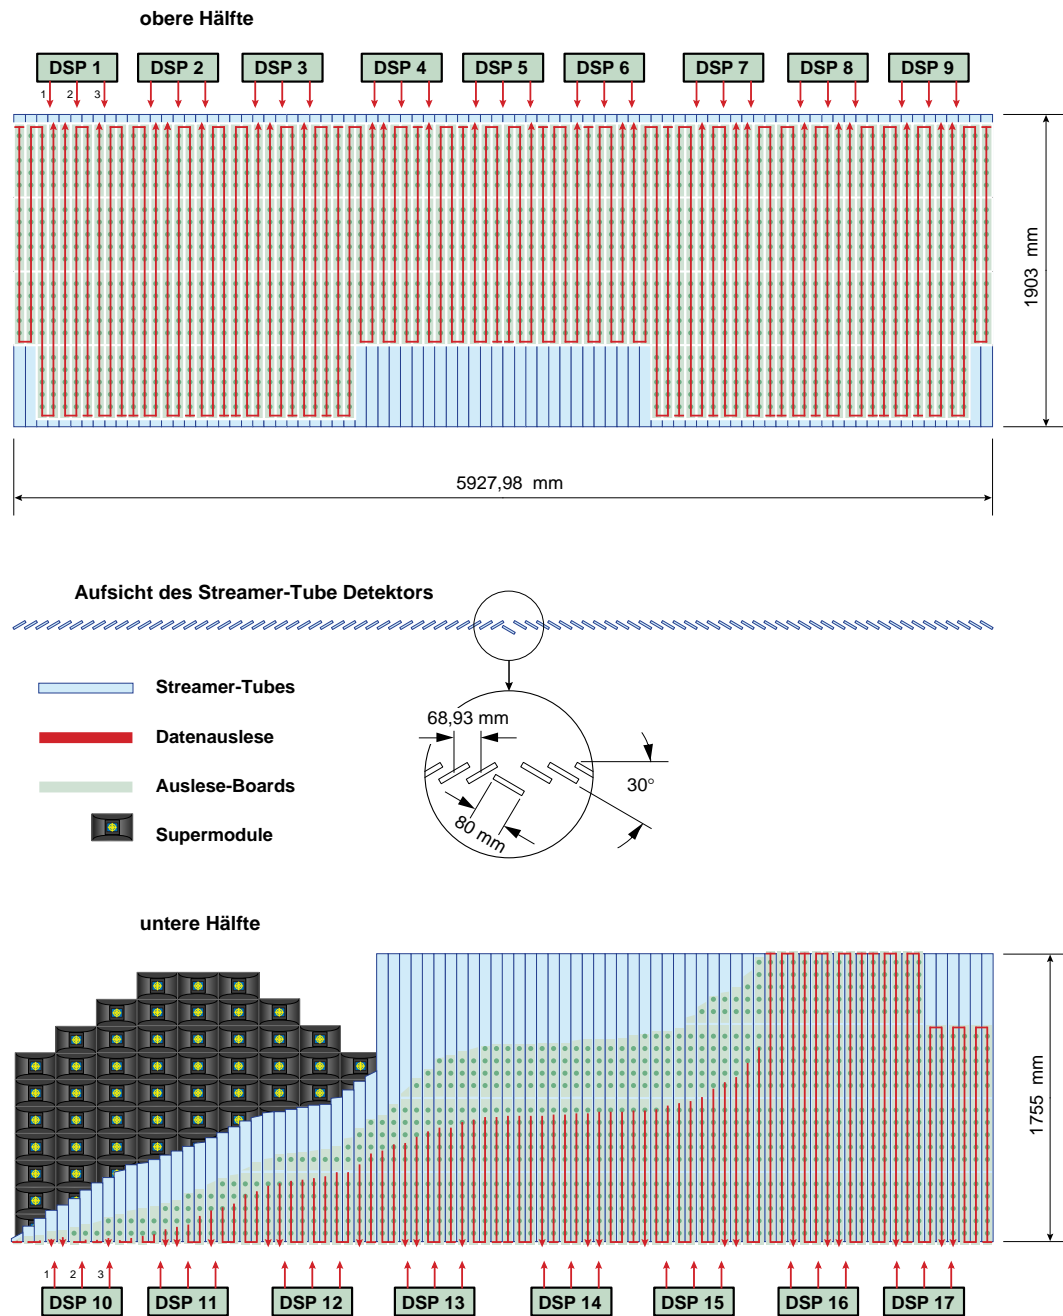 obere Hälfte
DSP 1 DSP 2 DSP 3 DSP 4 DSP 5 DSP 6 DSP 7 DSP 8 DSP 9
1 2 3
1903 mm
5927,98 mm
Aufsicht des Streamer-Tube Detektors
Streamer-Tubes
68,93 mm
Datenauslese
30°
Auslese-Boards
80 mm
Supermodule
untere Hälfte
1755 mm
1 2 3
DSP 10 DSP 11 DSP 12 DSP 13 DSP 14 DSP 15 DSP 16 DSP 17